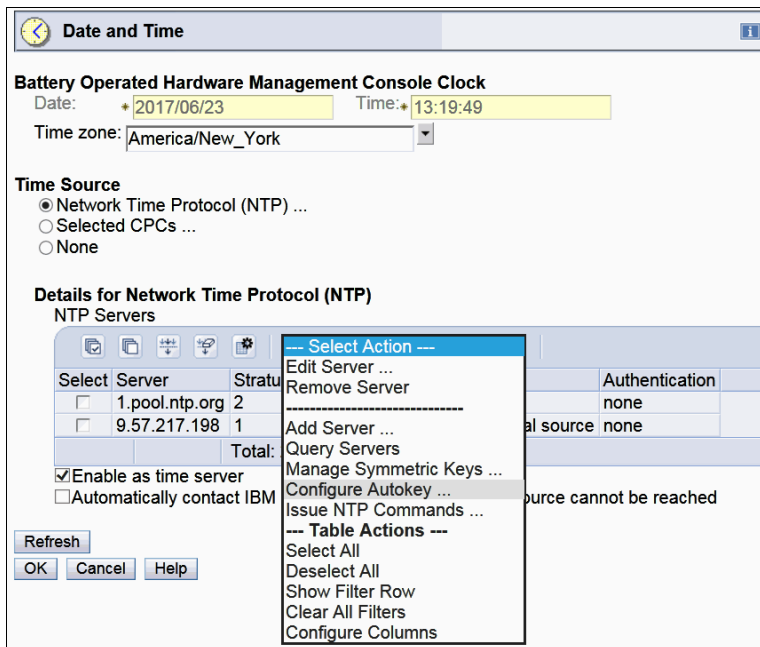 Date and Time
Battery Operated Hardware Management Console Clock
Date: 2017/06/23 Time: 13:19:49
Time zone: America/New_York
Time Source
Network Time Protocol (NTP) ...
Selected CPCs ...
None
Details for Network Time Protocol (NTP)
NTP Servers
--- Select Action ---
Edit Server ...
Remove Server
------------------------------
Add Server ...
Query Servers
Manage Symmetric Keys ...
Configure Autokey ...
Issue NTP Commands ...
--- Table Actions ---
Select All
Deselect All
Show Filter Row
Clear All Filters
Configure Columns
Select Server Authentication
1.pool.ntp.org 2 none
9.57.217.198 1 source none
Total:
Enable as time server
Automatically contact IBM cannot be reached
Refresh
OK Cancel Help